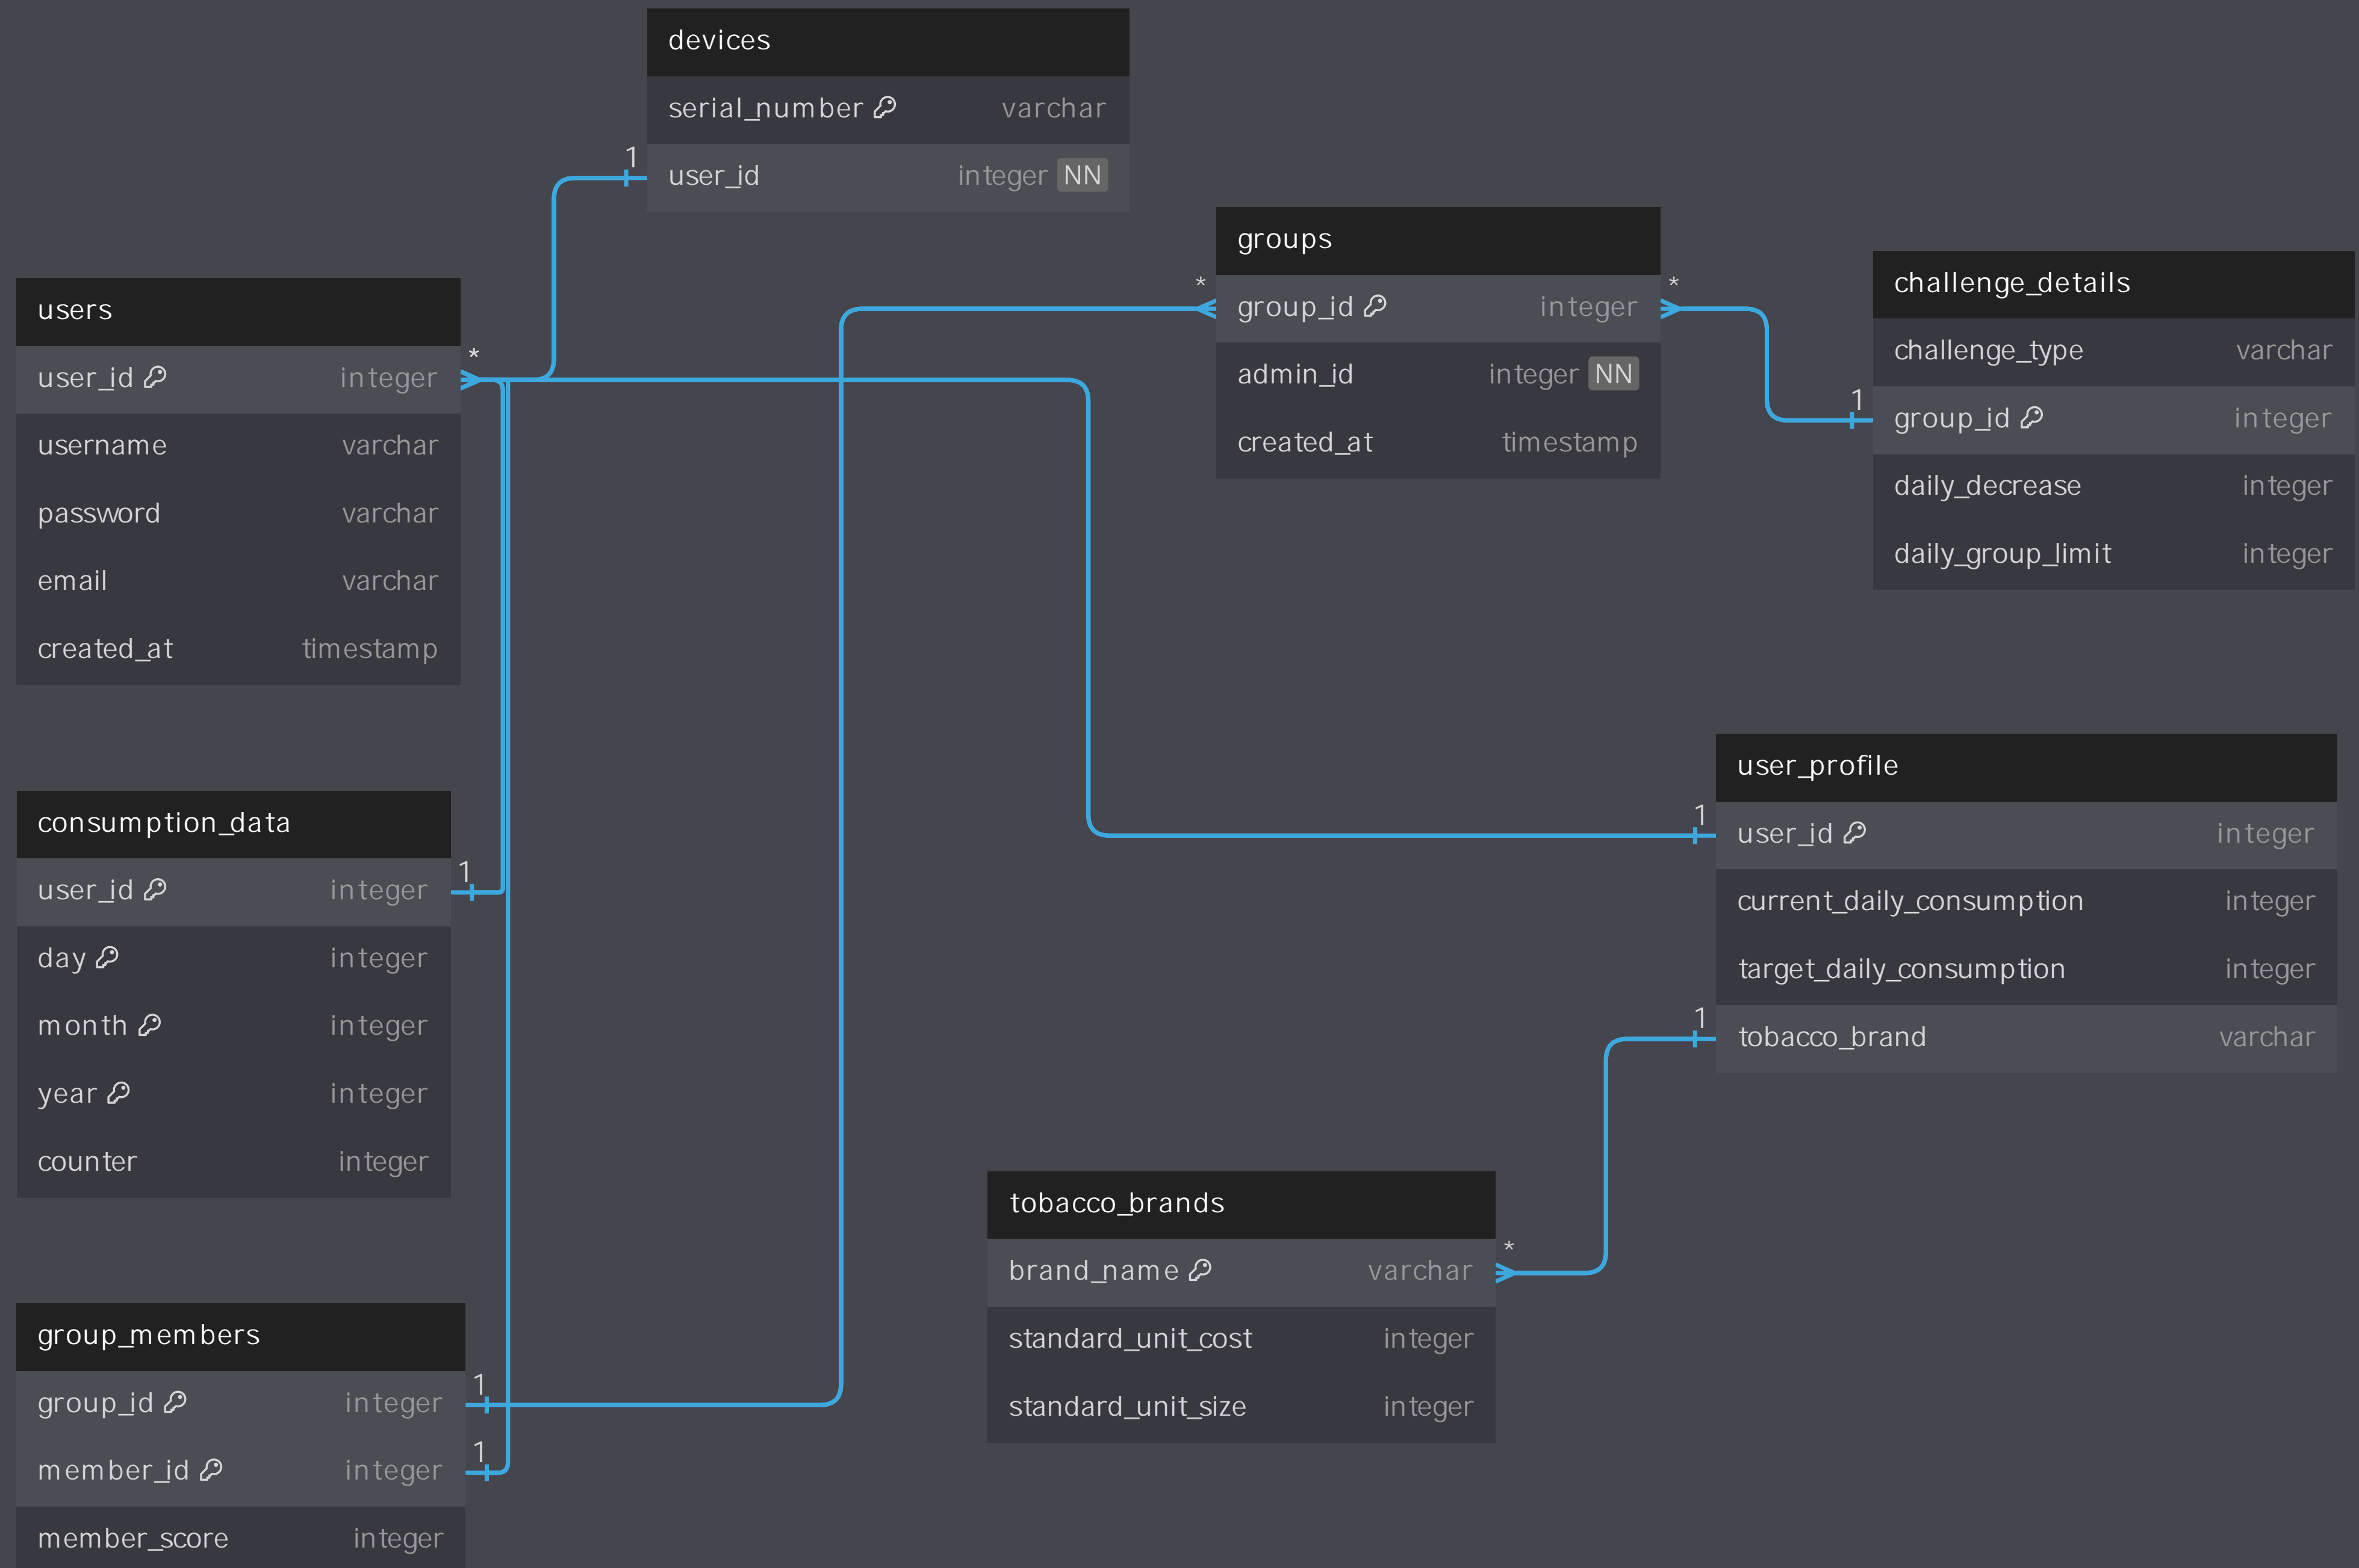 devices
serial_number varchar
1
user_id integer NN
groups
* group_id integer *
admin_id integer NN
created_at timestamp
challenge_details
challenge_type varchar
1
group_id integer
daily_decrease integer
daily_group_limit integer
users
*
user_id integer
username varchar
password varchar
email varchar
created_at timestamp
user_profile
1
user_id integer
current_daily_consumption integer
target_daily_consumption integer
1
tobacco_brand varchar
consumption_data
1
user_id integer
day integer
month integer
year integer
counter integer
tobacco_brands
*
brand_name varchar
standard_unit_cost integer
standard_unit_size integer
group_members
1
group_id integer
1
member_id integer
member_score integer